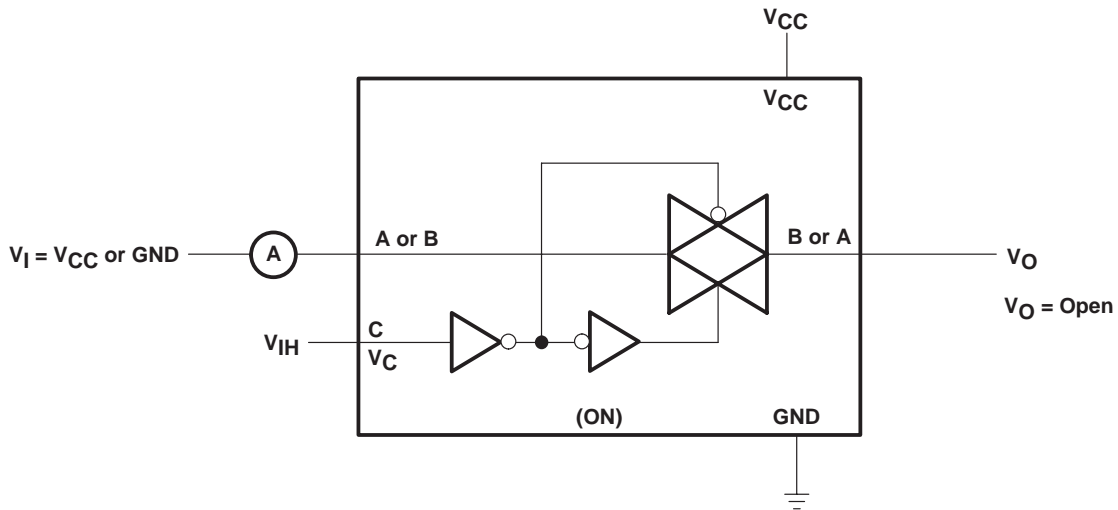 VCC
VCC
A or B
B or A
VI = VCC or GND
A
VO
VO = Open
C
VIH
VC
(ON)
GND